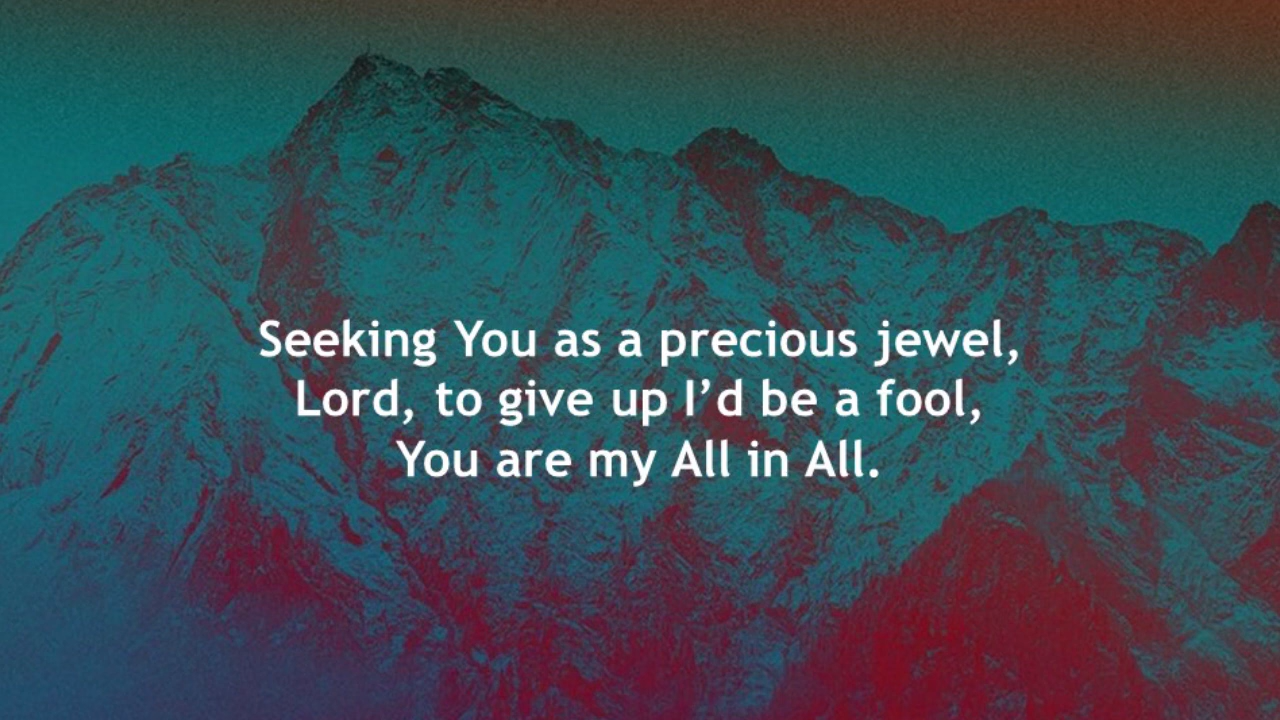 Seeking You as a precious jewel,
Lord, to give up I’d be a fool,
You are my All in All.